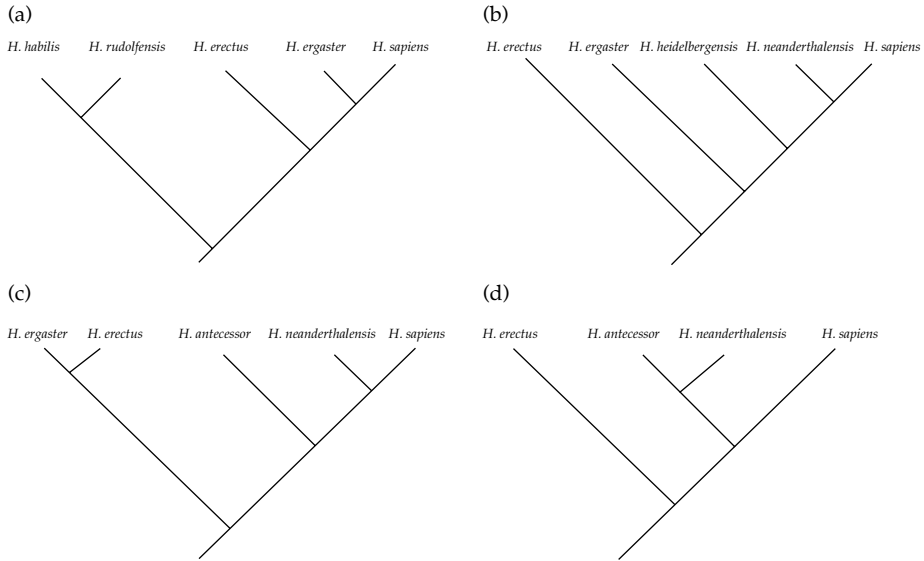 (a)
H. habilis H. rudolfensis H. erectus H. ergaster H. sapiens
(b)
H. erectus H. ergaster H. heidelbergensis H. neanderthalensis H. sapiens
(c)
H. ergaster H. erectus H. antecessor H. neanderthalensis H. sapiens
(d)
H. erectus H. antecessor H. neanderthalensis H. sapiens